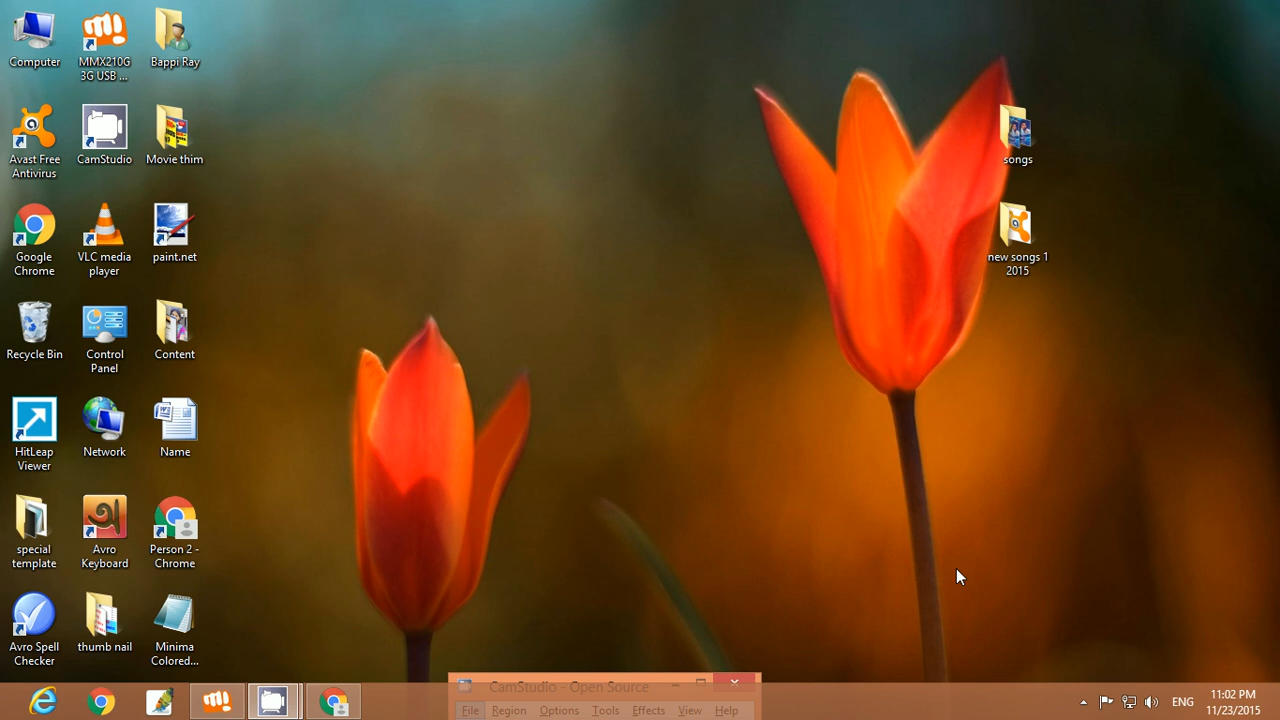 Computer
MMX210G
3G USB ...
Bappi Ray
Avast Free
Antivirus
CamStudio
Movie thim
Google
Chrome
VLC media
player
paint.net
Recycle Bin
Control
Panel
Content
HitLeap
Viewer
Network
Name
special
template
অ
Avro
Keyboard
Person 2 -
Chrome
Avro Spell
Checker
thumb nail
Minima
Colored...
songs
new songs 1
2015
CamStudio - Open Source
File Region Options Tools Effects View Help
ENG
11:02 PM
11/23/2015